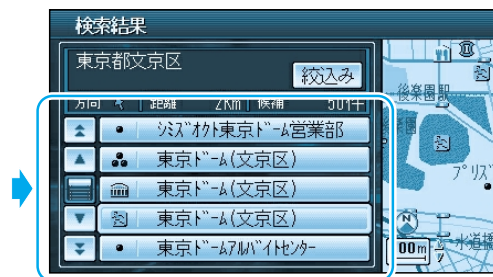 検索結果
東京都文京区
絞込み
方向 距離 2Km 候補 50件
ｼﾐｽﾞｵｸﾄ東京ﾄﾞｰﾑ営業部
東京ﾄﾞｰﾑ(文京区)
東京ﾄﾞｰﾑ(文京区)
東京ﾄﾞｰﾑ(文京区)
東京ﾄﾞｰﾑｱﾙﾊﾞｲﾄｾﾝﾀｰ
後楽園駅
ﾌﾟﾘｽﾞ
水道橋
00m